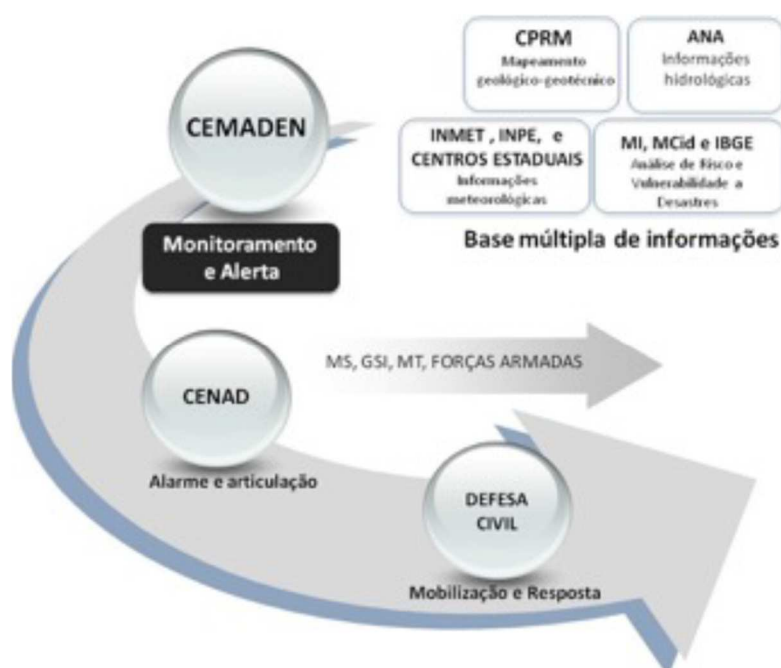 CPRM
Mapeamento
geológico-geotécnico
ANA
Informações
hidrológicas
CEMADEN
INMET , INPE, e
CENTROS ESTADUAIS
Informações
meteorológicas
MI, MCid e IBGE
Análise de Risco e
Vulnerabilidade a
Desastres
Base múltipla de informações
Monitoramento
e Alerta
MS, GSI, MT, FORÇAS ARMADAS
CENAD
Alarme e articulação
DEFESA
CIVIL
Mobilização e Resposta